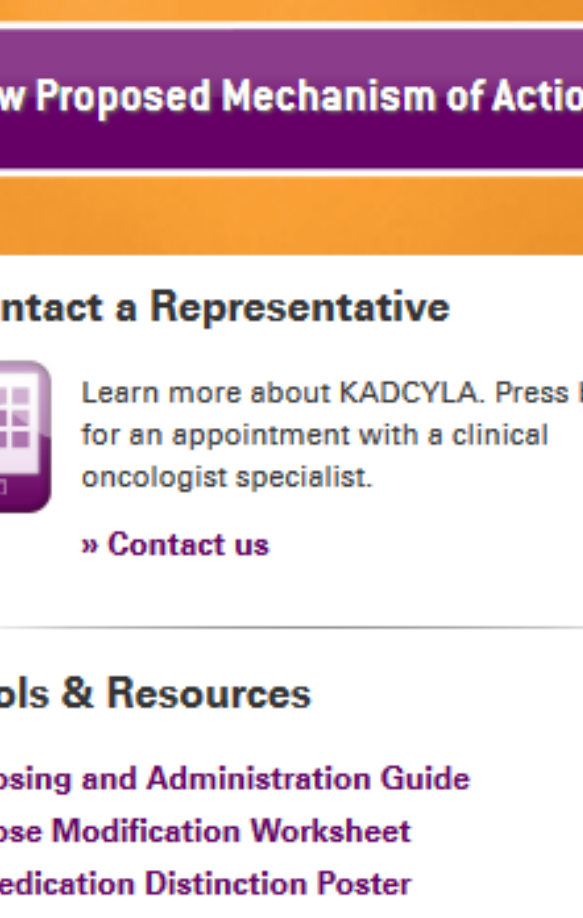 w Proposed Mechanism of Actio
ntact a Representative
Learn more about KADCYLA. Press b
for an appointment with a clinical
oncologist specialist.
» Contact us
ols & Resources
osing and Administration Guide
ose Modification Worksheet
edication Distinction Poster